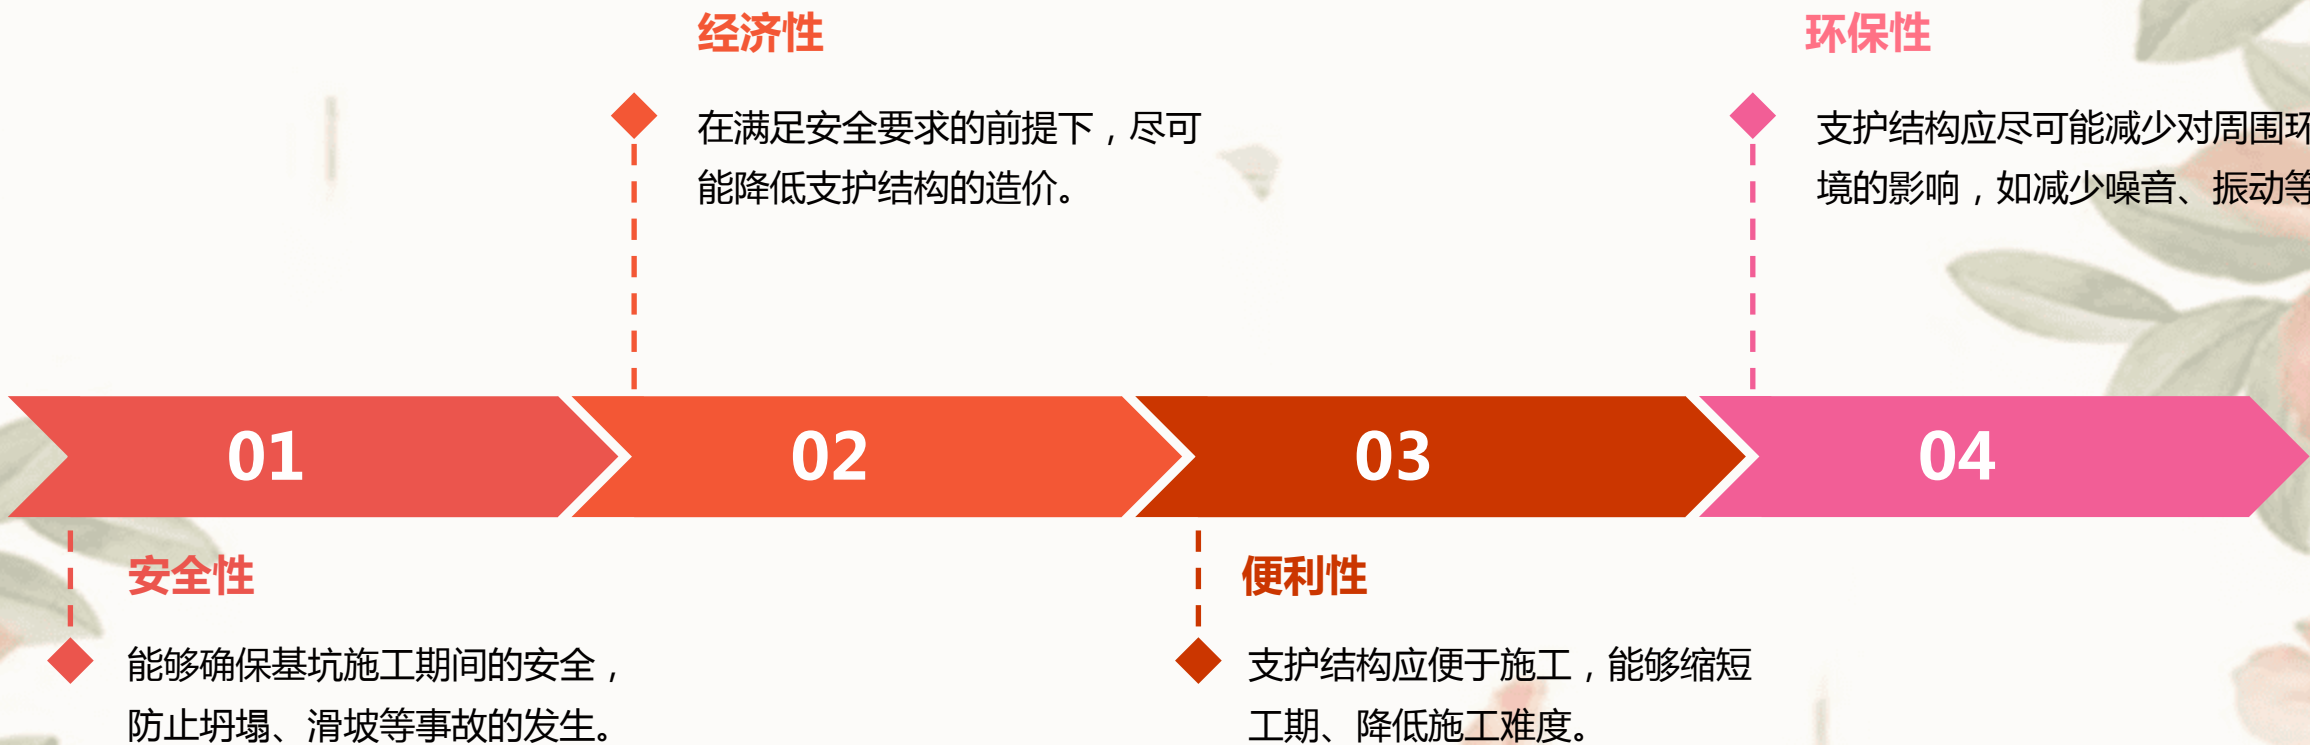 经济性
在满足安全要求的前提下，尽可
能降低支护结构的造价。
环保性
支护结构应尽可能减少对周围环
境的影响，如减少噪音、振动等
01
02
03
04
安全性
能够确保基坑施工期间的安全，
防止坍塌、滑坡等事故的发生。
便利性
支护结构应便于施工，能够缩短
工期、降低施工难度。